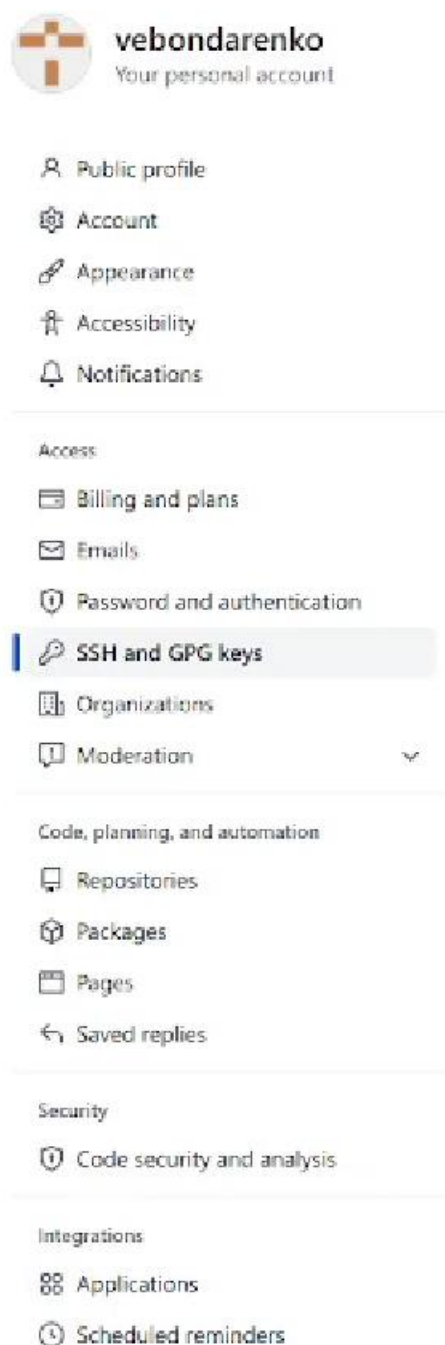 vebondarenko
Your personal account
Public profile
Account
Appearance
Accessibility
Notifications
Access
Billing and plans
Emails
Password and authentication
SSH and GPG keys
Organizations
Moderation
Code, planning, and automation
Repositories
Packages
Pages
Saved replies
Security
Code security and analysis
Integrations
Applications
Scheduled reminders